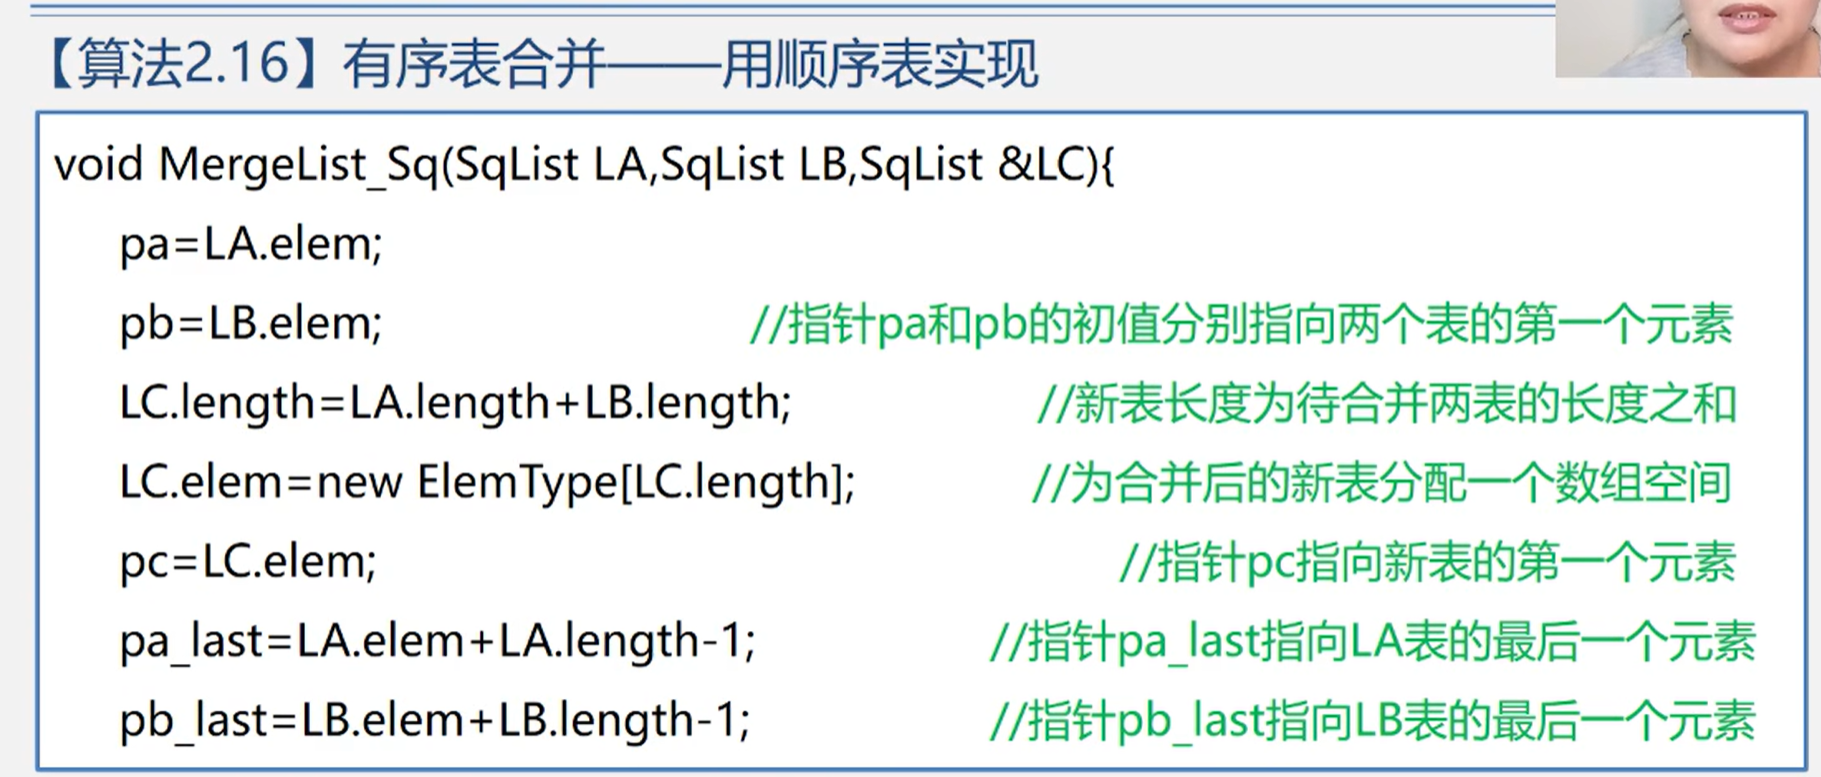 【算法2.16】有序表合并——用顺序表实现
void MergeList_Sq(SqList LA,SqList LB,SqList &LC){
pa=LA.elem;
pb=LB.elem; //指针pa和pb的初值分别指向两个表的第一个元素
LC.length=LA.length+LB.length; //新表长度为待合并两表的长度之和
LC.elem=new ElemType[LC.length]; //为合并后的新表分配一个数组空间
pc=LC.elem; //指针pc指向新表的第一个元素
pa_last=LA.elem+LA.length-1; //指针pa_last指向LA表的最后一个元素
pb_last=LB.elem+LB.length-1; //指针pb_last指向LB表的最后一个元素